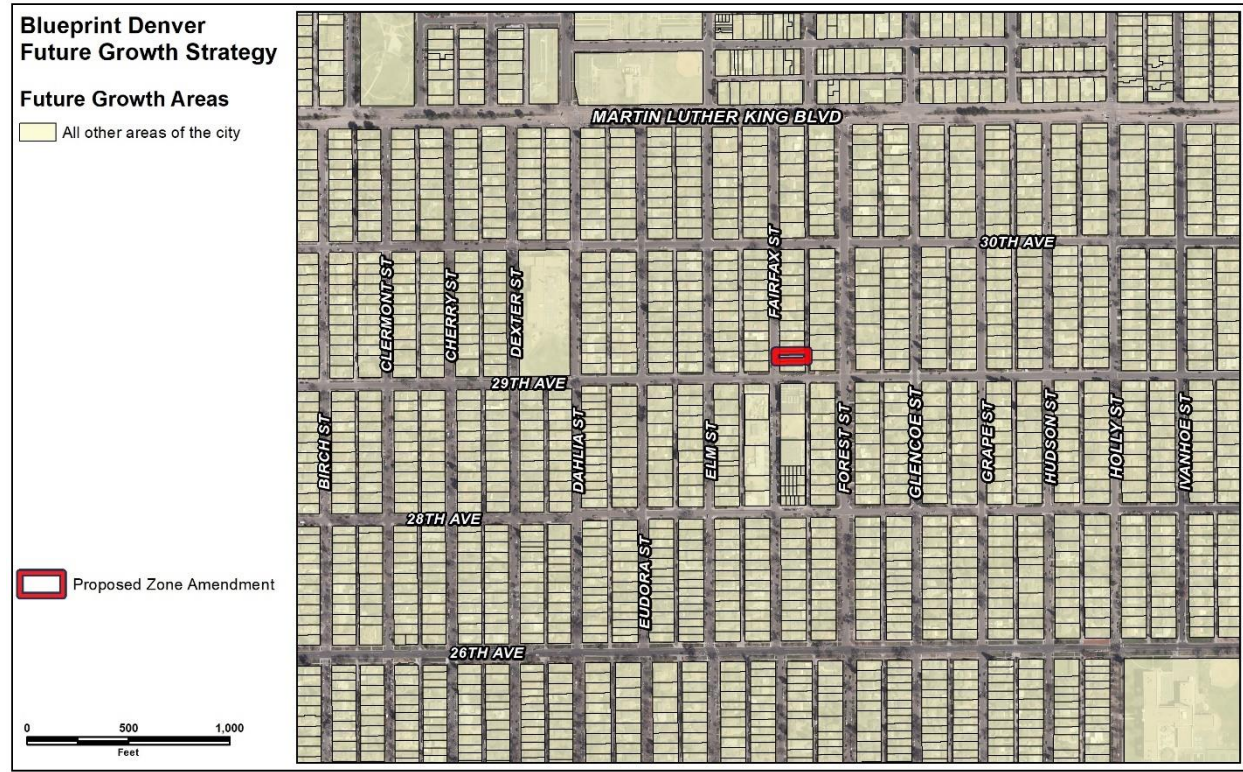 Blueprint Denver
Future Growth Strategy
Future Growth Areas
All other areas of the city
Proposed Zone Amendment
0 500 1,000
Feet
MARTIN LUTHER KING BLVD
30TH AVE
FAIRFAX ST
CLERMONT ST
CHERRY ST
DEXTER ST
29TH AVE
BIRCH ST
DAHLIA ST
ELM ST
FOREST ST
GLENCOE ST
GRAPE ST
HUDSON ST
HOLLY ST
IVANHOE ST
28TH AVE
EUDORA ST
26TH AVE